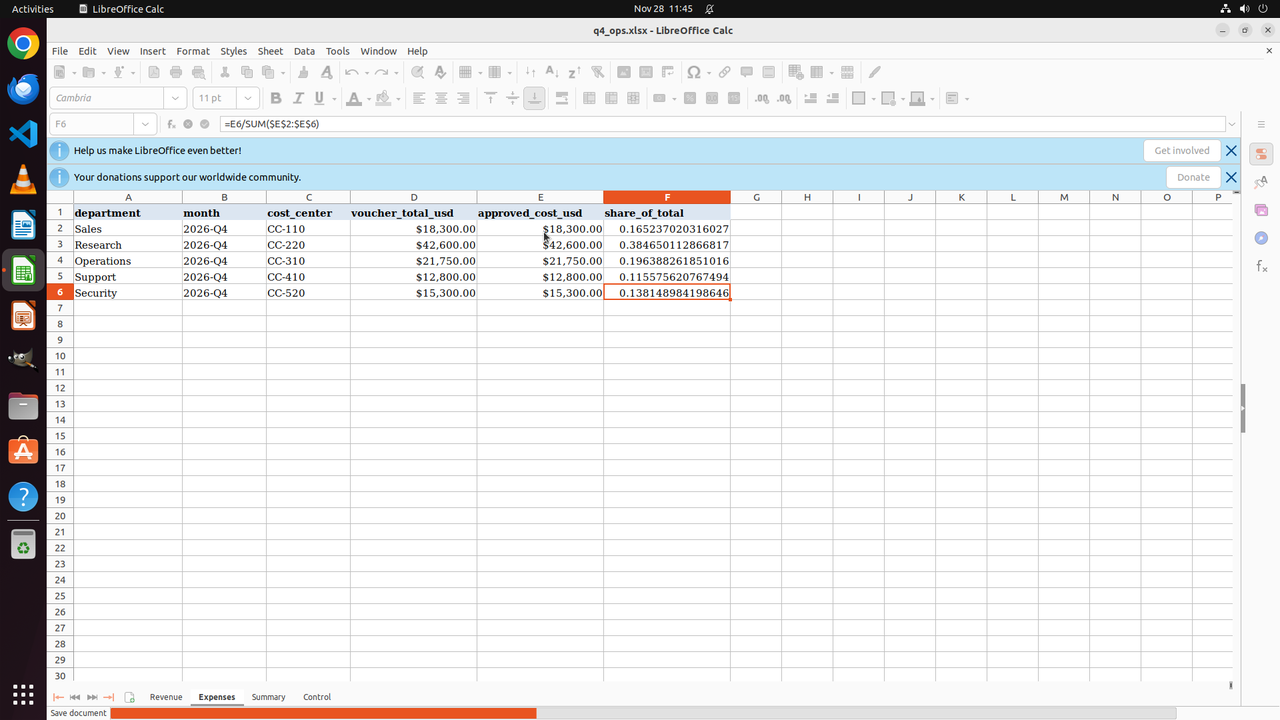 Activities LibreOffice Calc Nov 28 11:45
q4_ops.xlsx - LibreOffice Calc
File Edit View Insert Format Styles Sheet Data Tools Window Help
Cambria 11 pt
F6 =E6/SUM($E$2:$E$6)
Help us make LibreOffice even better! Get involved
Your donations support our worldwide community. Donate
A B C D E F G H I J K L M N O P
1 department month cost_center voucher_total_usd approved_cost_usd share_of_total
2 Sales 2026-Q4 CC-110 $18,300.00 $18,300.00 0.165237020316027
3 Research 2026-Q4 CC-220 $42,600.00 $42,600.00 0.384650112866817
4 Operations 2026-Q4 CC-310 $21,750.00 $21,750.00 0.196388261851016
5 Support 2026-Q4 CC-410 $12,800.00 $12,800.00 0.115575620767494
6 Security 2026-Q4 CC-520 $15,300.00 $15,300.00 0.138148984198646
7
8
9
10
11
12
13
14
15
16
17
18
19
20
21
22
23
24
25
26
27
28
29
30
Revenue Expenses Summary Control
Save document